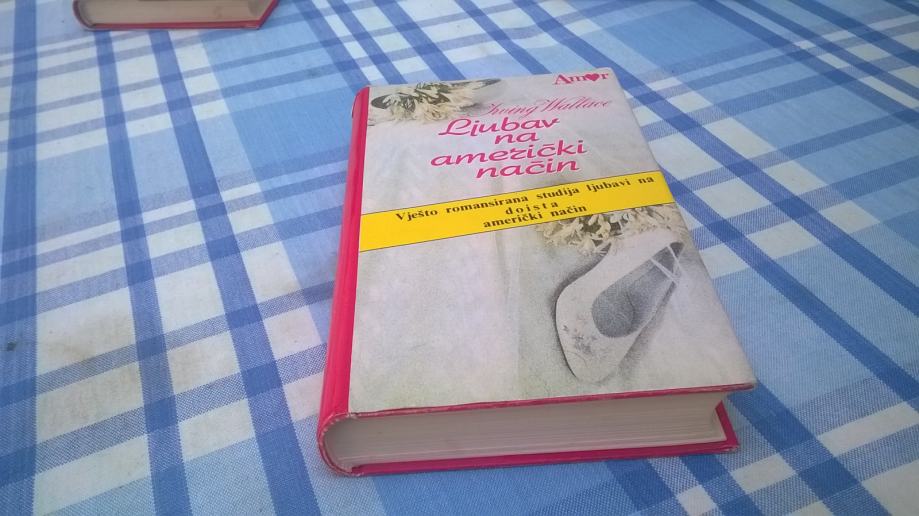 Amor
Irving Wallace
Ljubav
na
američki
način
Vješto romansirana studija ljubavi na
doista
američki način